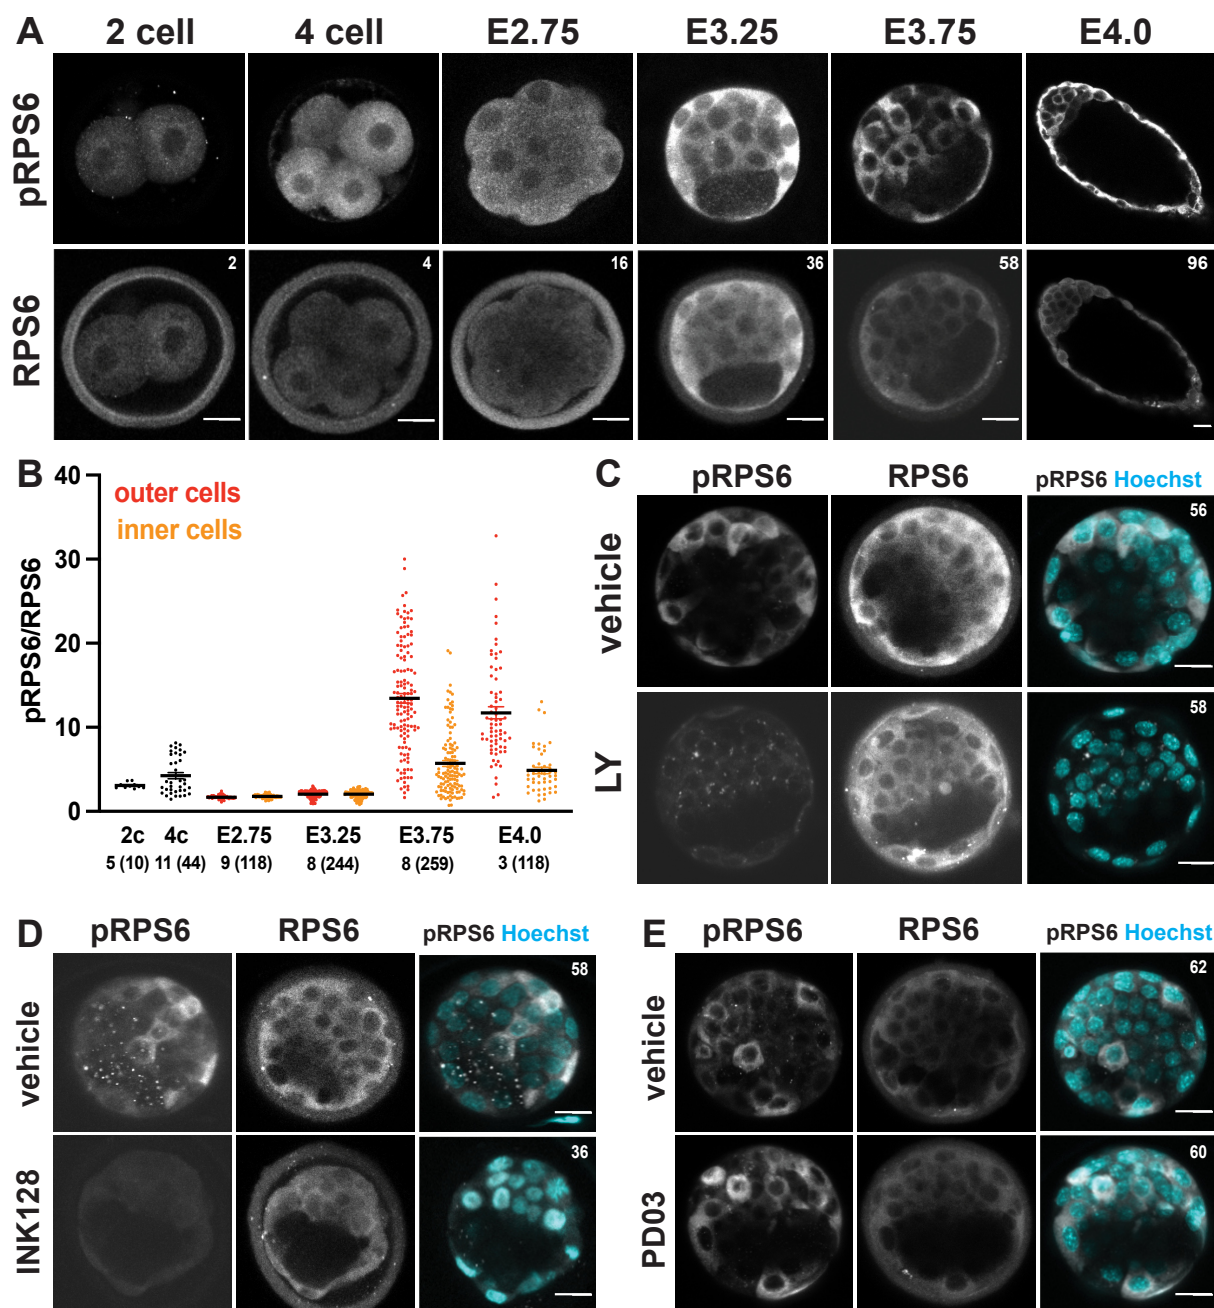 A
2 cell 4 cell E2.75 E3.25 E3.75 E4.0
pRPS6
RPS6
2 4 16 36 58 96
B
40
30
20
10
0
pRPS6/RPS6
outer cells
inner cells
2c 4c E2.75 E3.25 E3.75 E4.0
5 (10) 11 (44) 9 (118) 8 (244) 8 (259) 3 (118)
C
pRPS6 RPS6 pRPS6 Hoechst
vehicle
56
LY
58
D
pRPS6 RPS6 pRPS6 Hoechst
vehicle
58
INK128
36
E
pRPS6 RPS6 pRPS6 Hoechst
vehicle
62
PD03
60